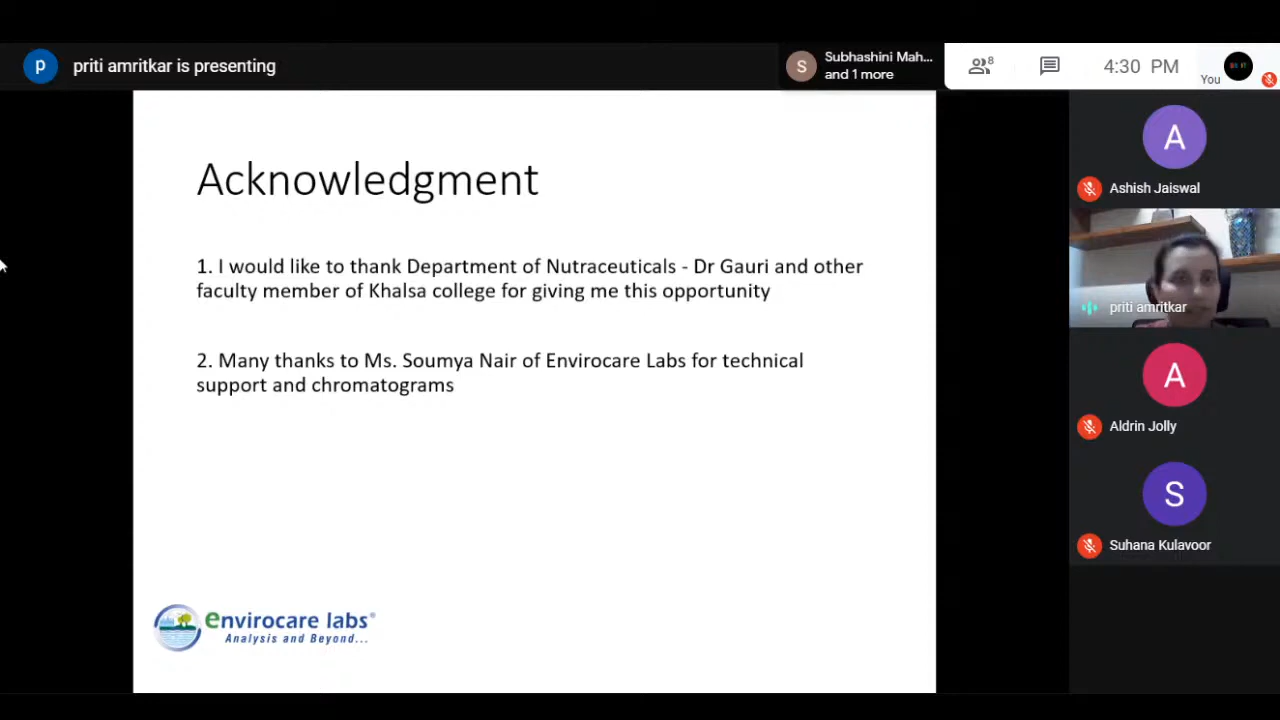 p
priti amritkar is presenting
S
Subhashini Mah...
and 1 more
8
4:30 PM
You
Acknowledgment
1. I would like to thank Department of Nutraceuticals - Dr Gauri and other
faculty member of Khalsa college for giving me this opportunity
2. Many thanks to Ms. Soumya Nair of Envirocare Labs for technical
support and chromatograms
envirocare labs®
Analysis and Beyond...
A
Ashish Jaiswal
priti amritkar
A
Aldrin Jolly
S
Suhana Kulavoor